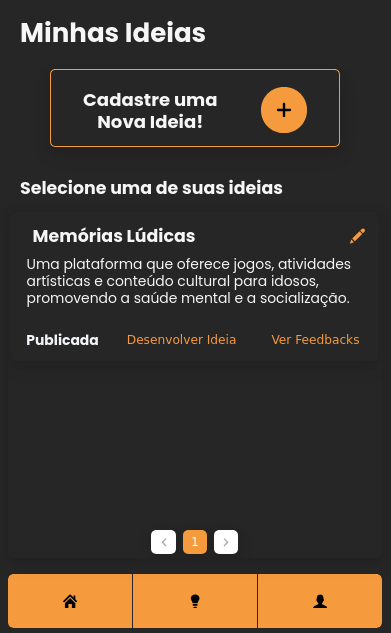 Minhas Ideias
Cadastre uma
Nova Ideia!
Selecione uma de suas ideias
Memórias Lúdicas
Uma plataforma que oferece jogos, atividades
artísticas e conteúdo cultural para idosos,
promovendo a saúde mental e a socialização.
Publicada Desenvolver Ideia Ver Feedbacks
1